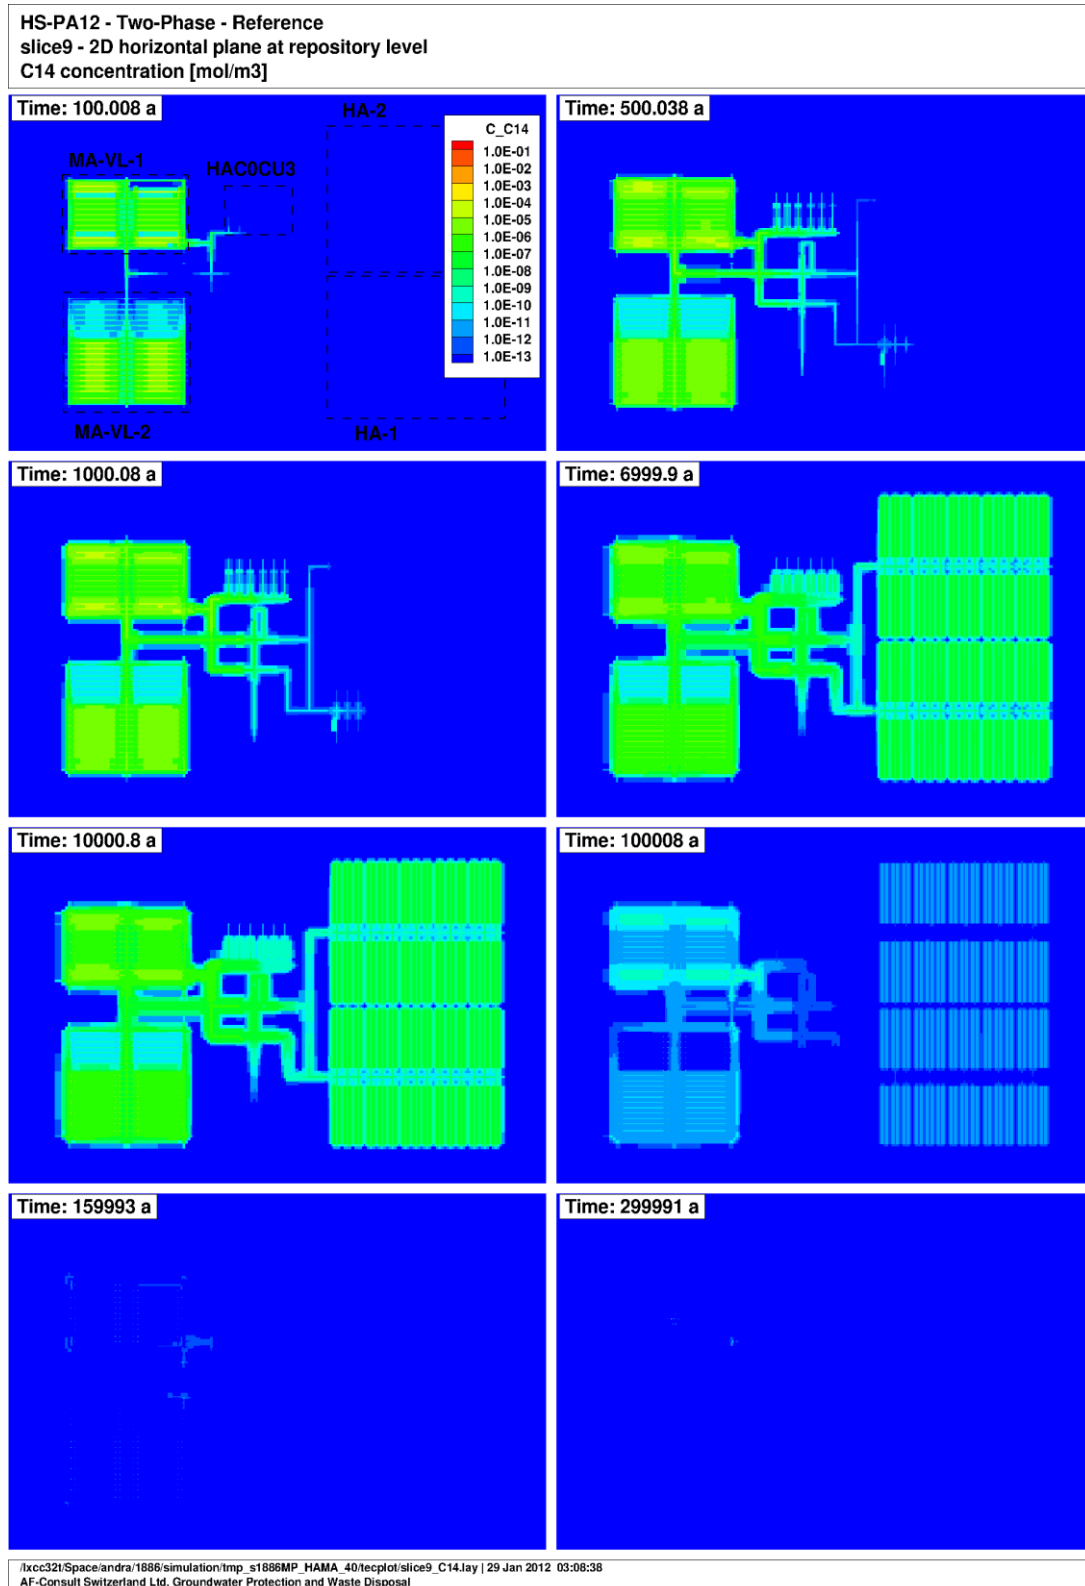 HS-PA12 - Two-Phase - Reference
slice9 - 2D horizontal plane at repository level
C14 concentration [mol/m3]
Time: 100.008 a
HA-2
MA-VL-1
HAC0CU3
C_C14
1.0E-01
1.0E-02
1.0E-03
1.0E-04
1.0E-05
1.0E-06
1.0E-07
1.0E-08
1.0E-09
1.0E-10
1.0E-11
1.0E-12
1.0E-13
MA-VL-2
HA-1
Time: 500.038 a
Time: 1000.08 a
Time: 6999.9 a
Time: 10000.8 a
Time: 100008 a
Time: 159993 a
Time: 299991 a
/lxcc32t/Space/andra/1886/simulation/tmp_s1886MP_HAMA_40/tecplot/slice9_C14.lay | 29 Jan 2012 03:08:38
AF-Consult Switzerland Ltd, Groundwater Protection and Waste Disposal